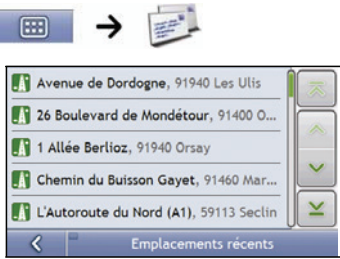 Avenue de Dordogne, 91940 Les Ulis
26 Boulevard de Mondétour, 91400 O...
1 Allée Berlioz, 91940 Orsay
Chemin du Buisson Gayet, 91460 Mar...
L'Autoroute du Nord (A1), 59113 Seclin
Emplacements récents